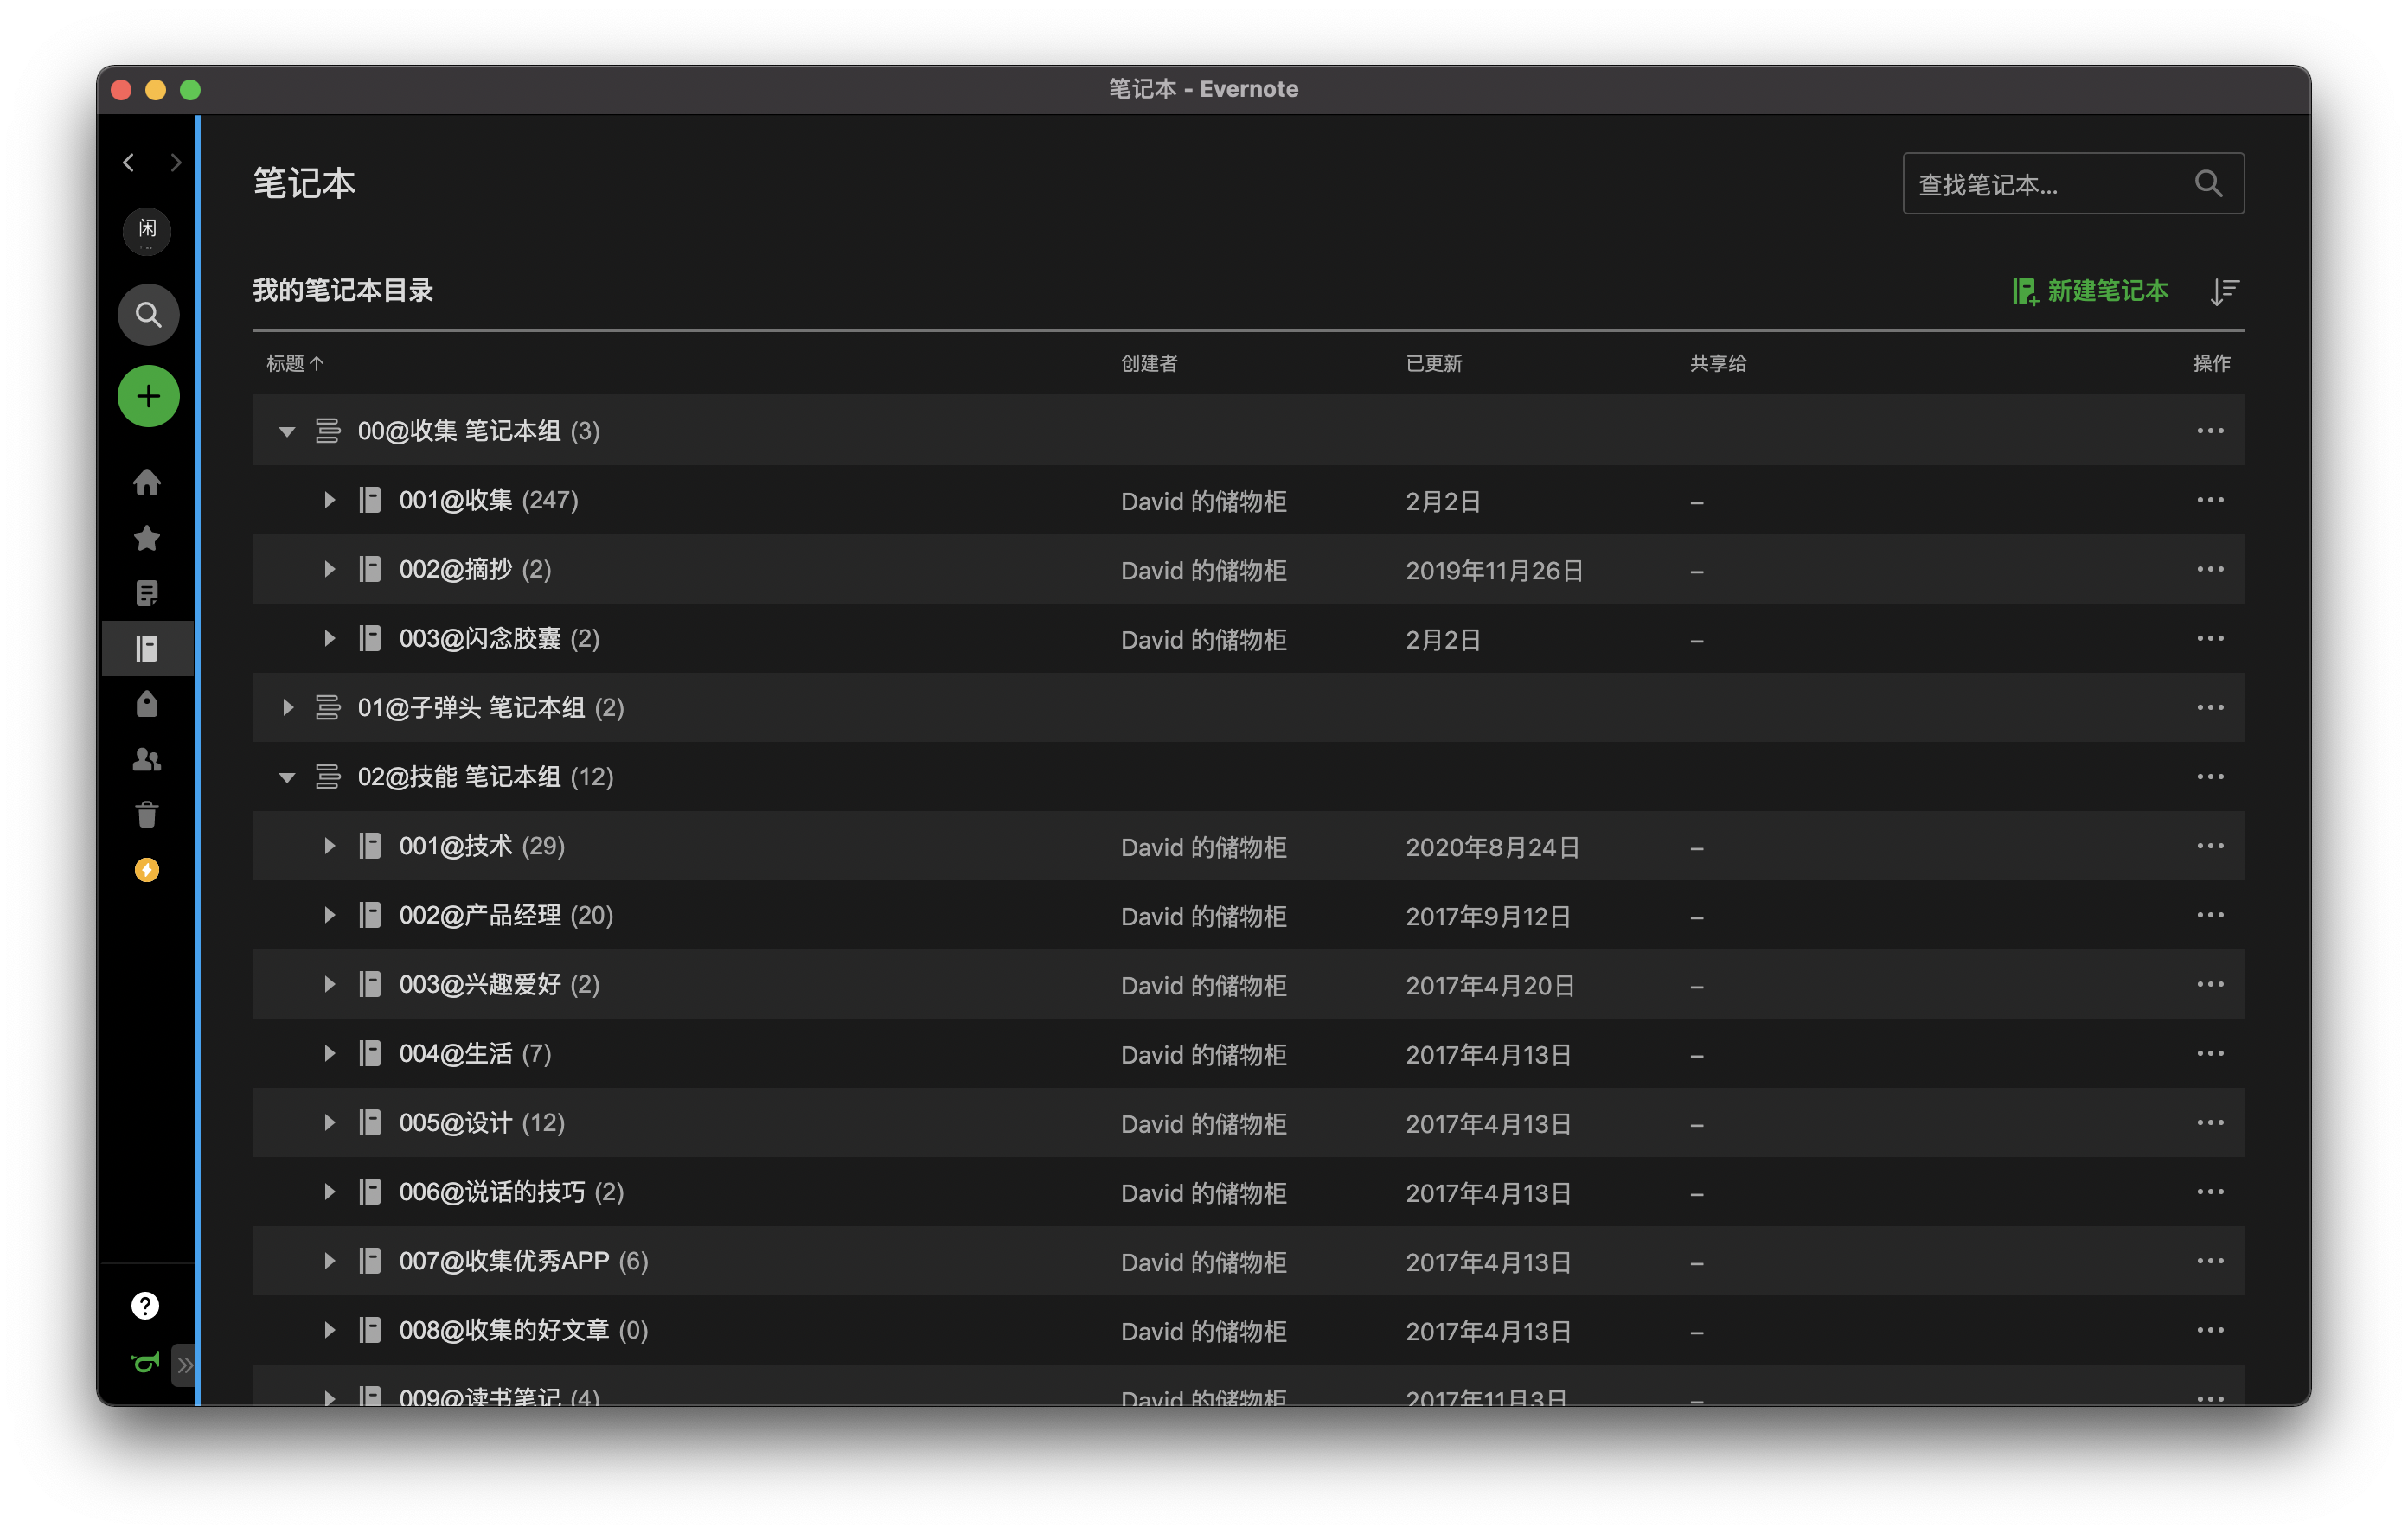 笔记本 - Evernote
闲
笔记本
查找笔记本...
我的笔记本目录
新建笔记本
标题 创建者 已更新 共享给 操作
00@收集 笔记本组 (3)
001@收集 (247) David 的储物柜 2月2日 –
002@摘抄 (2) David 的储物柜 2019年11月26日 –
003@闪念胶囊 (2) David 的储物柜 2月2日 –
01@子弹头 笔记本组 (2)
02@技能 笔记本组 (12)
001@技术 (29) David 的储物柜 2020年8月24日 –
002@产品经理 (20) David 的储物柜 2017年9月12日 –
003@兴趣爱好 (2) David 的储物柜 2017年4月20日 –
004@生活 (7) David 的储物柜 2017年4月13日 –
005@设计 (12) David 的储物柜 2017年4月13日 –
006@说话的技巧 (2) David 的储物柜 2017年4月13日 –
007@收集优秀APP (6) David 的储物柜 2017年4月13日 –
008@收集的好文章 (0) David 的储物柜 2017年4月13日 –
009@读书笔记 (4) David 的储物柜 2017年11月3日 –